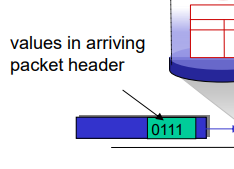 values in arriving
packet header
0111